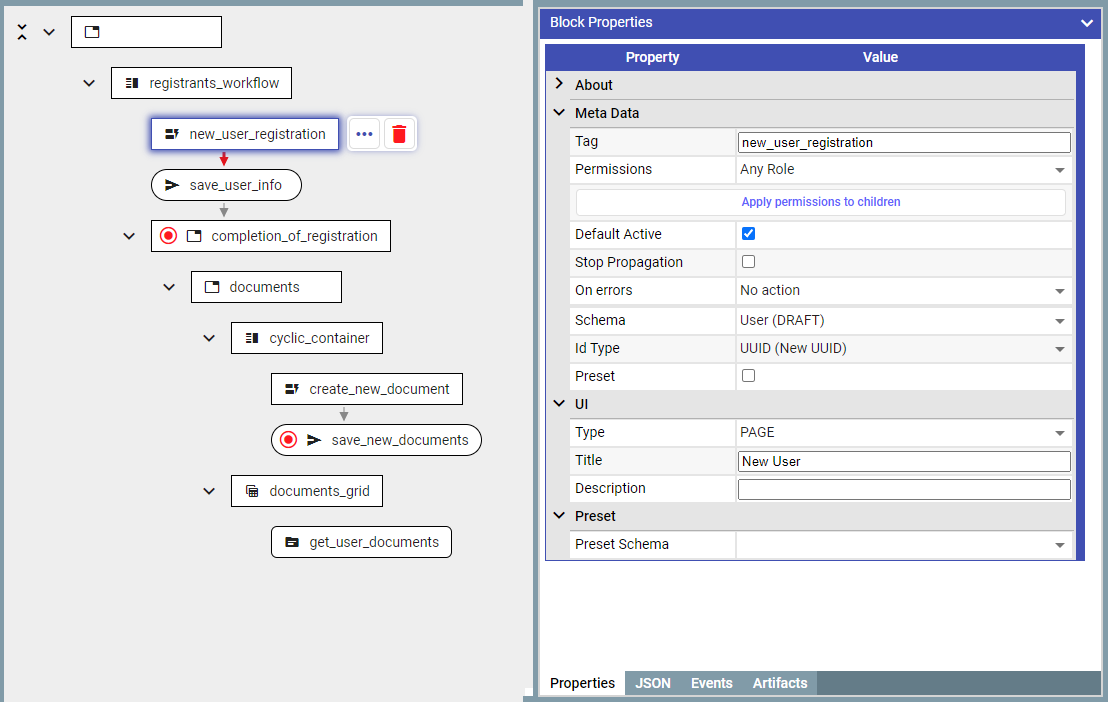 registrants_workflow
new_user_registration
save_user_info
completion_of_registration
documents
cyclic_container
create_new_document
save_new_documents
documents_grid
get_user_documents
Block Properties
Property Value
About
Meta Data
Tag new_user_registration
Permissions Any Role
Apply permissions to children
Default Active
Stop Propagation
On errors No action
Schema User (DRAFT)
Id Type UUID (New UUID)
Preset
UI
Type PAGE
Title New User
Description
Preset
Preset Schema
Properties JSON Events Artifacts